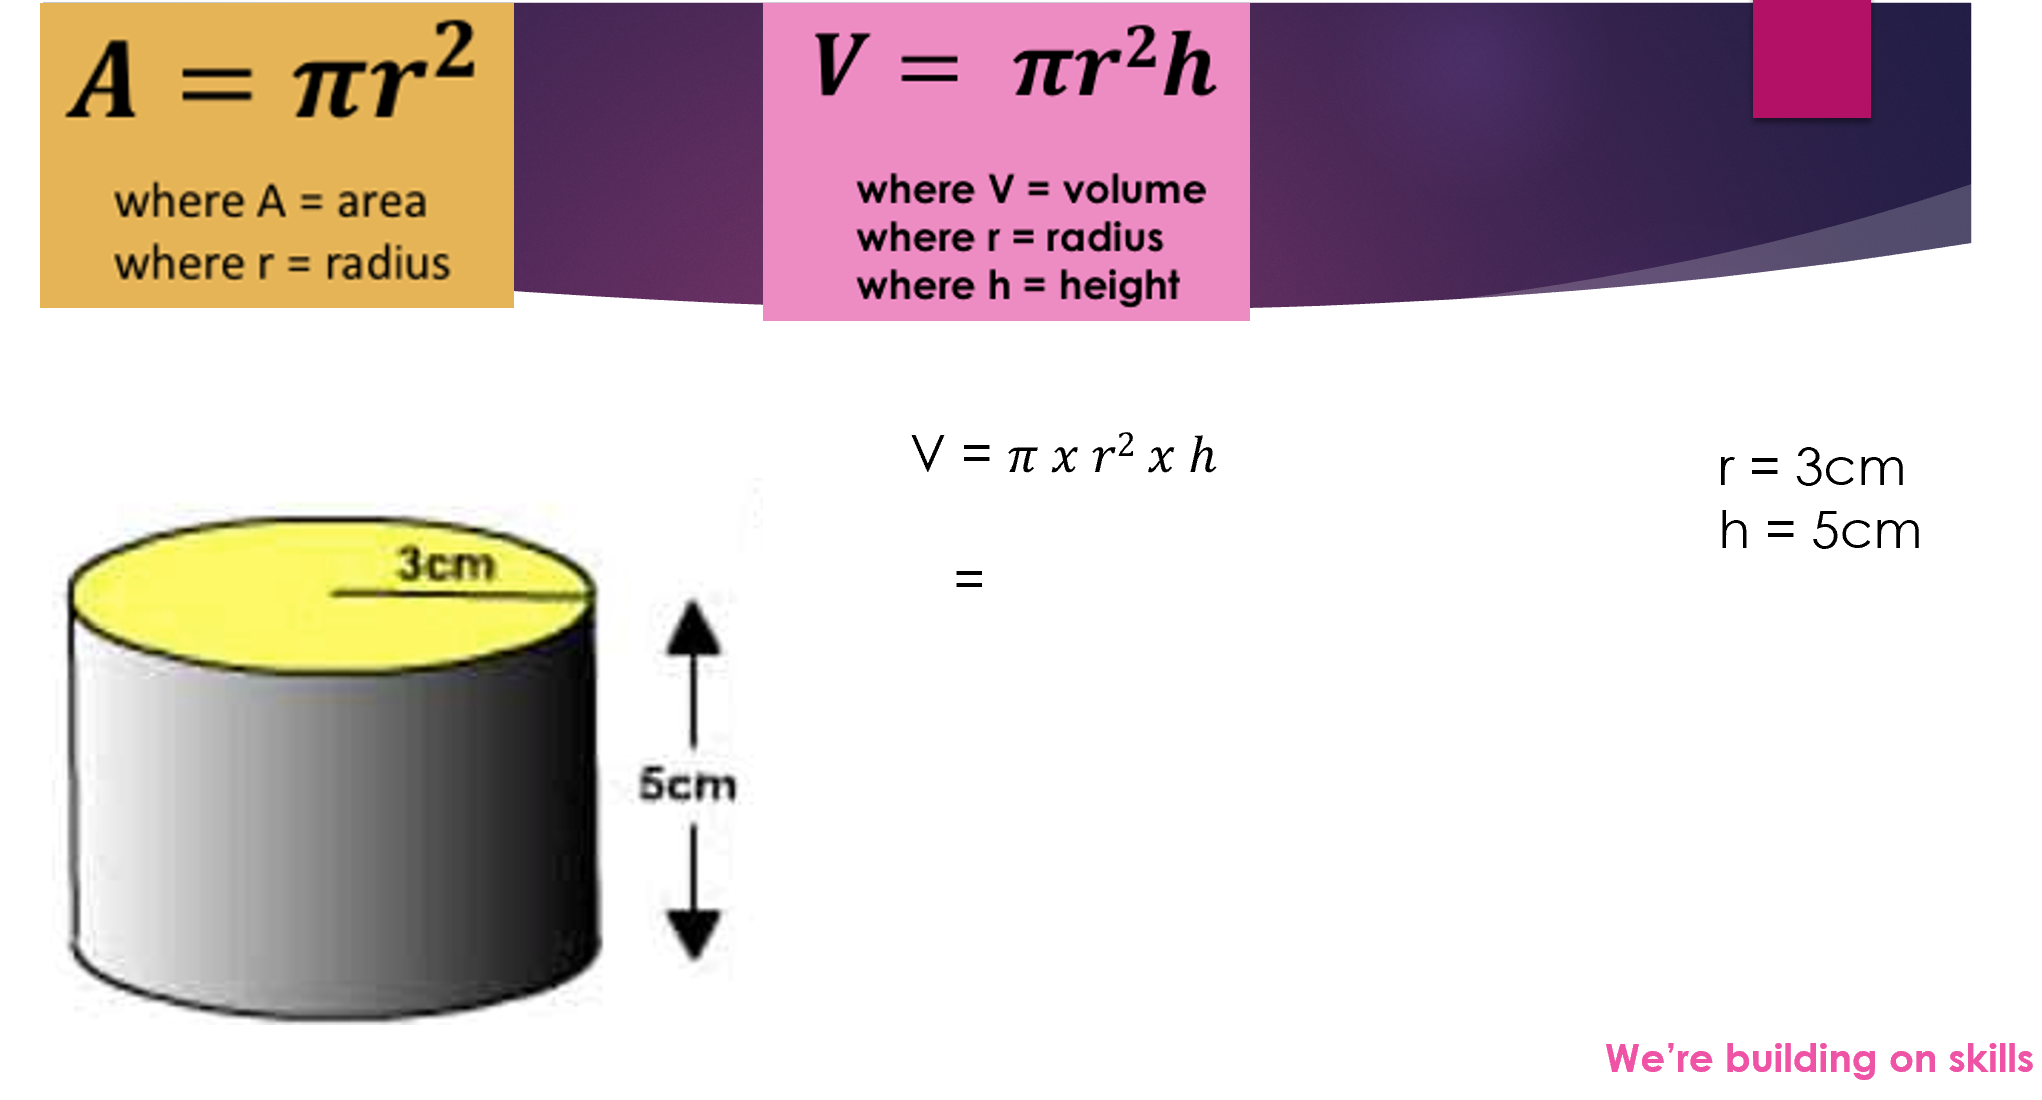 A = πr²
where A = area
where r = radius
V = πr²h
where V = volume
where r = radius
where h = height
V = π x r² x h
=
r = 3cm
h = 5cm
3cm
5cm
We’re building on skills